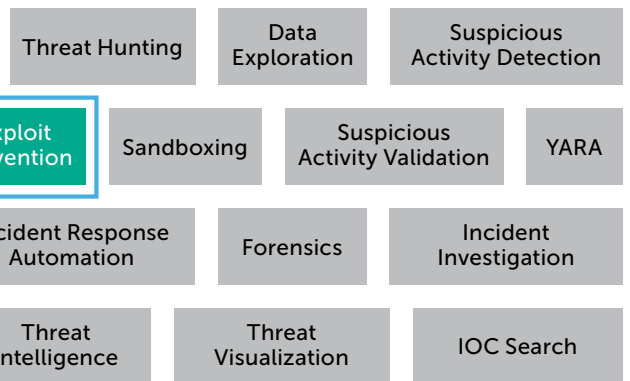 Threat Hunting
Data
Exploration
Suspicious
Activity Detection
xploit
vention
Sandboxing
Suspicious
Activity Validation
YARA
cident Response
Automation
Forensics
Incident
Investigation
Threat
ntelligence
Threat
Visualization
IOC Search